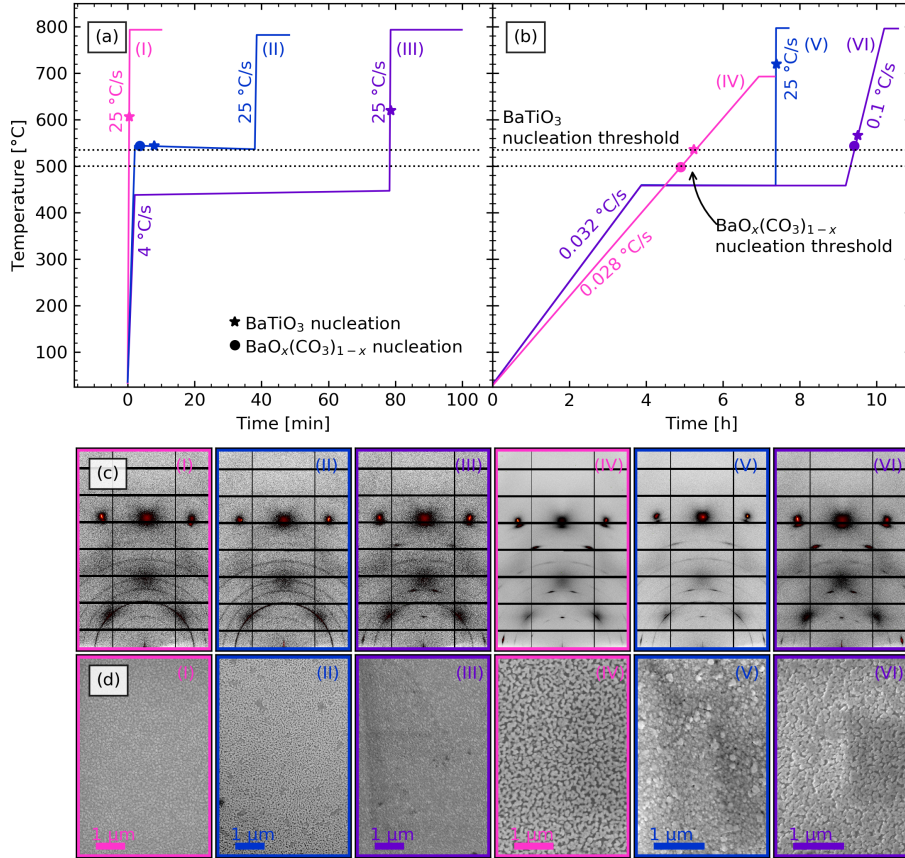 (a)
(I)
(II)
(III)
25 °C/s
25 °C/s
25 °C/s
4 °C/s
BaTiO₃ nucleation
BaOₓ(CO₃)₁₋ₓ nucleation
800
700
600
500
400
300
200
100
Temperature [°C]
0
20
40
60
80
100
Time [min]
(b)
(IV)
(V)
(VI)
25 °C/s
0.1 °C/s
BaTiO₃
nucleation threshold
BaOₓ(CO₃)₁₋ₓ
nucleation threshold
0.032 °C/s
0.028 °C/s
0
2
4
6
8
10
Time [h]
(c)
(I)
(II)
(III)
(IV)
(V)
(VI)
(d)
(I)
(II)
(III)
(IV)
(V)
(VI)
1 μm
1 μm
1 μm
1 μm
1 μm
1 μm